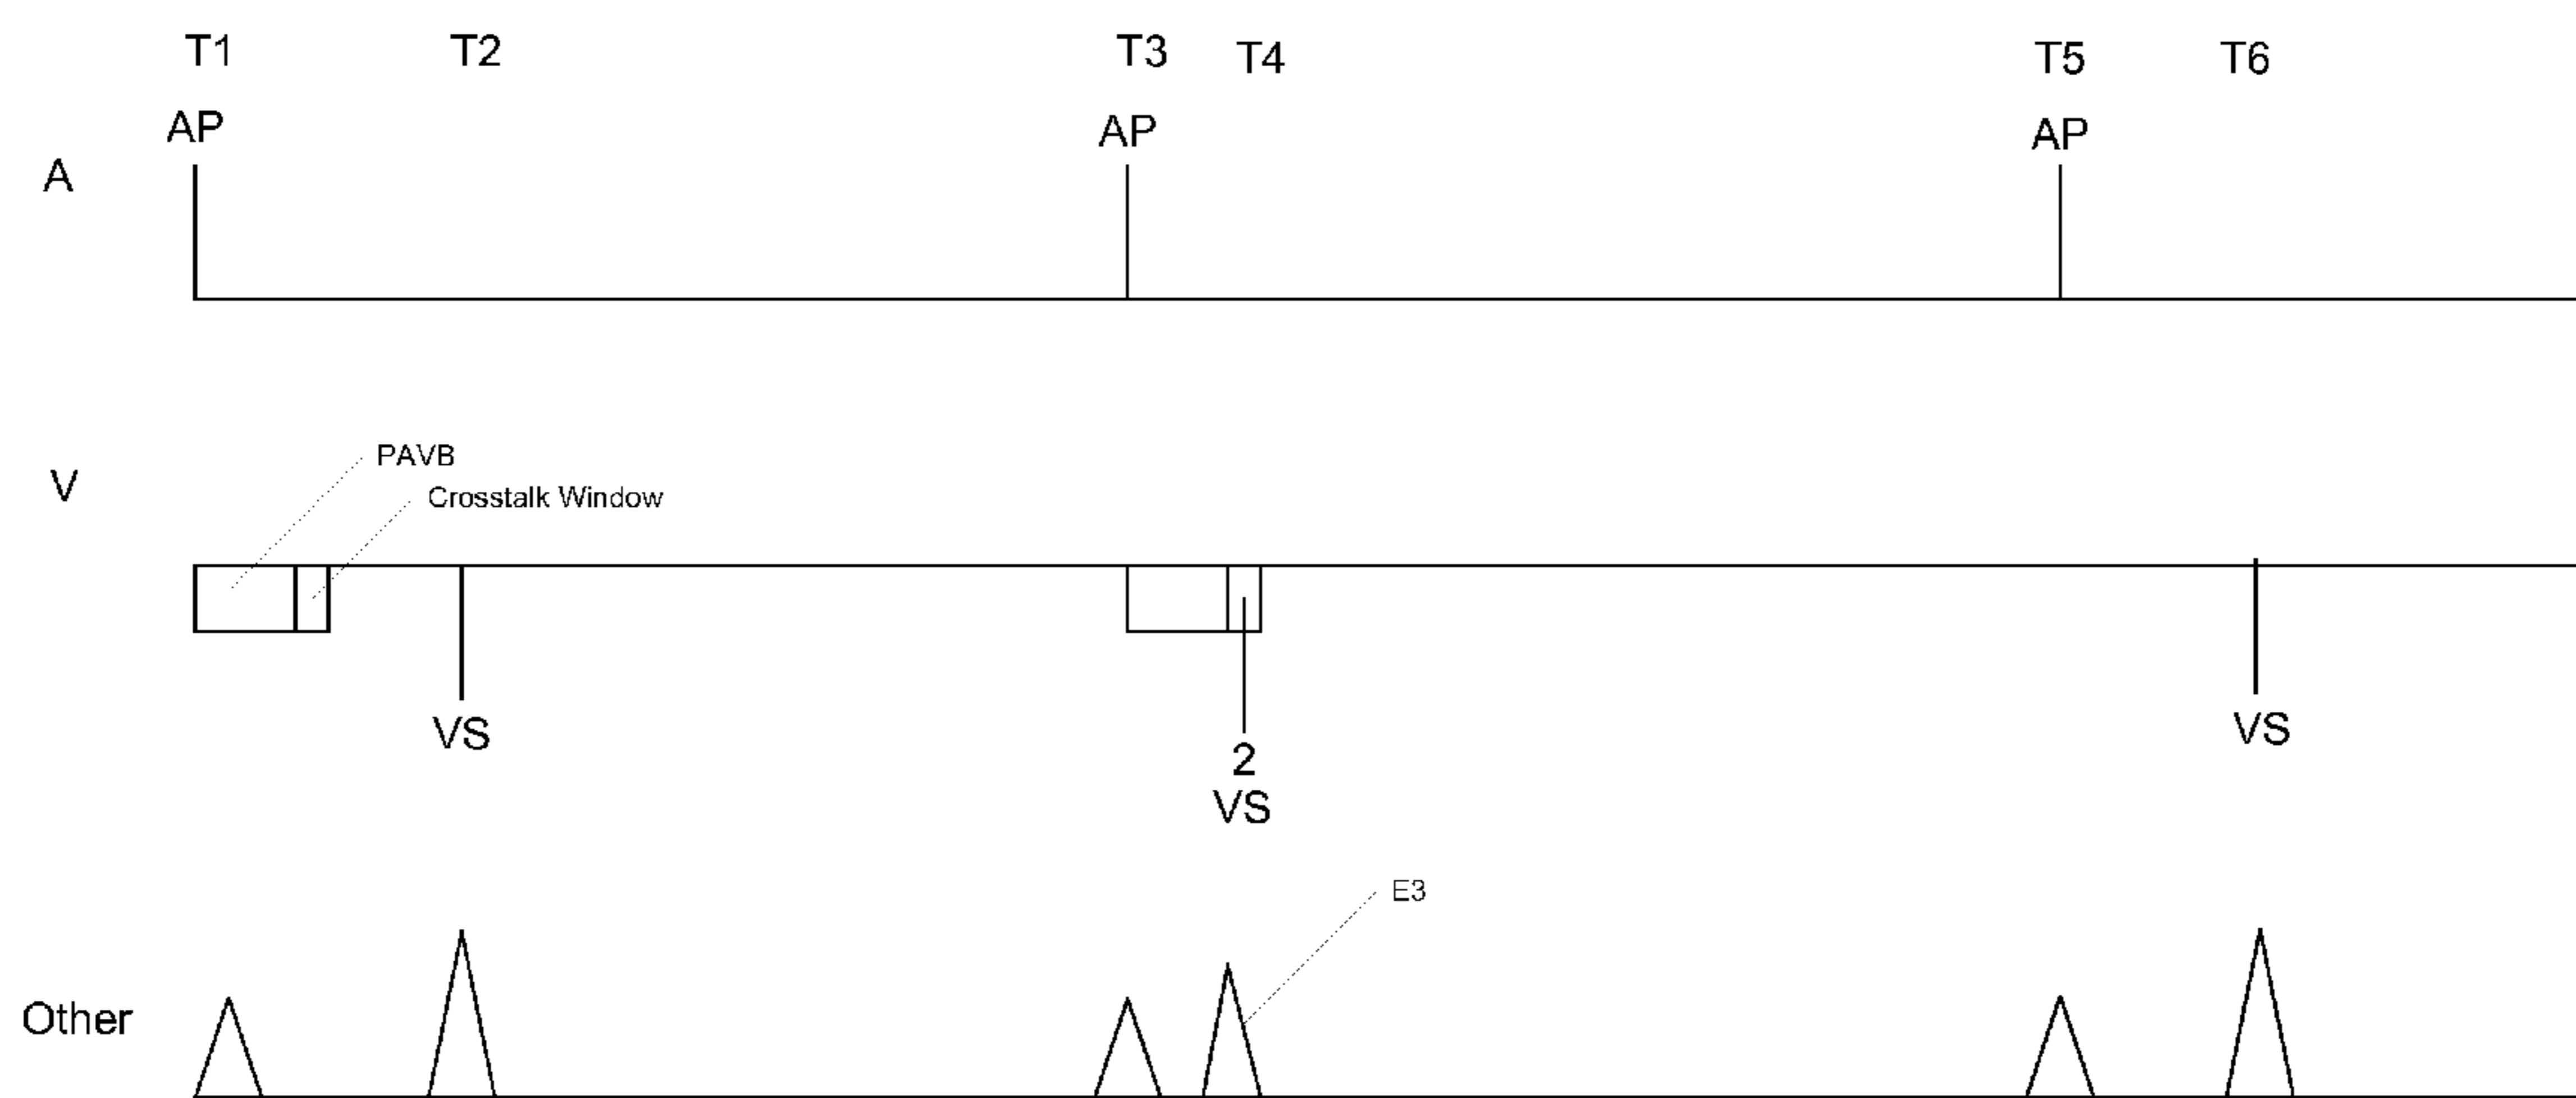 T1 T2 T3 T4 T5 T6
AP AP AP
A
PAVB
V
Crosstalk Window
VS VS
2
VS
E3
Other